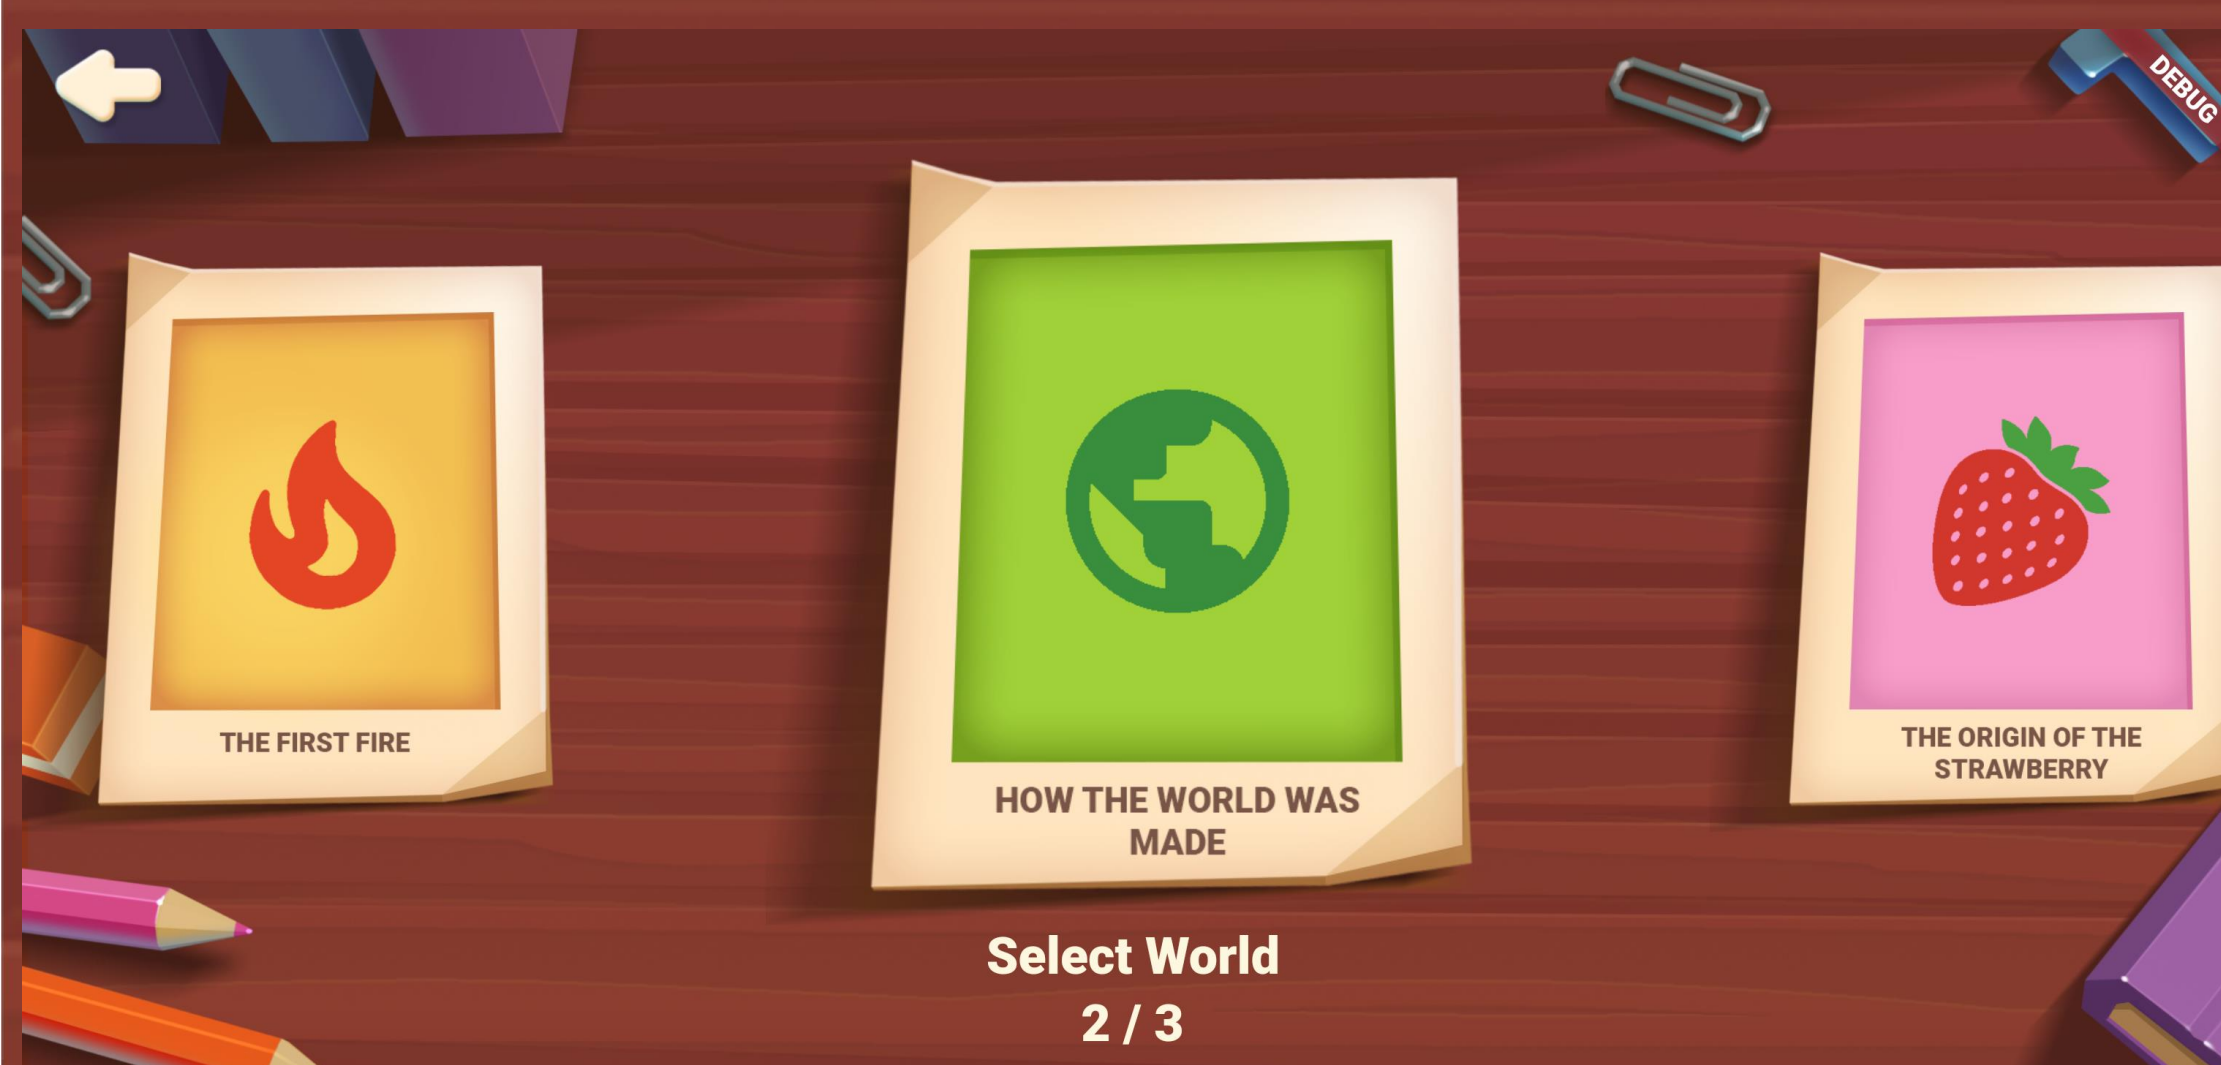 DEBUG
THE FIRST FIRE
HOW THE WORLD WAS
MADE
THE ORIGIN OF THE
STRAWBERRY
Select World
2 / 3